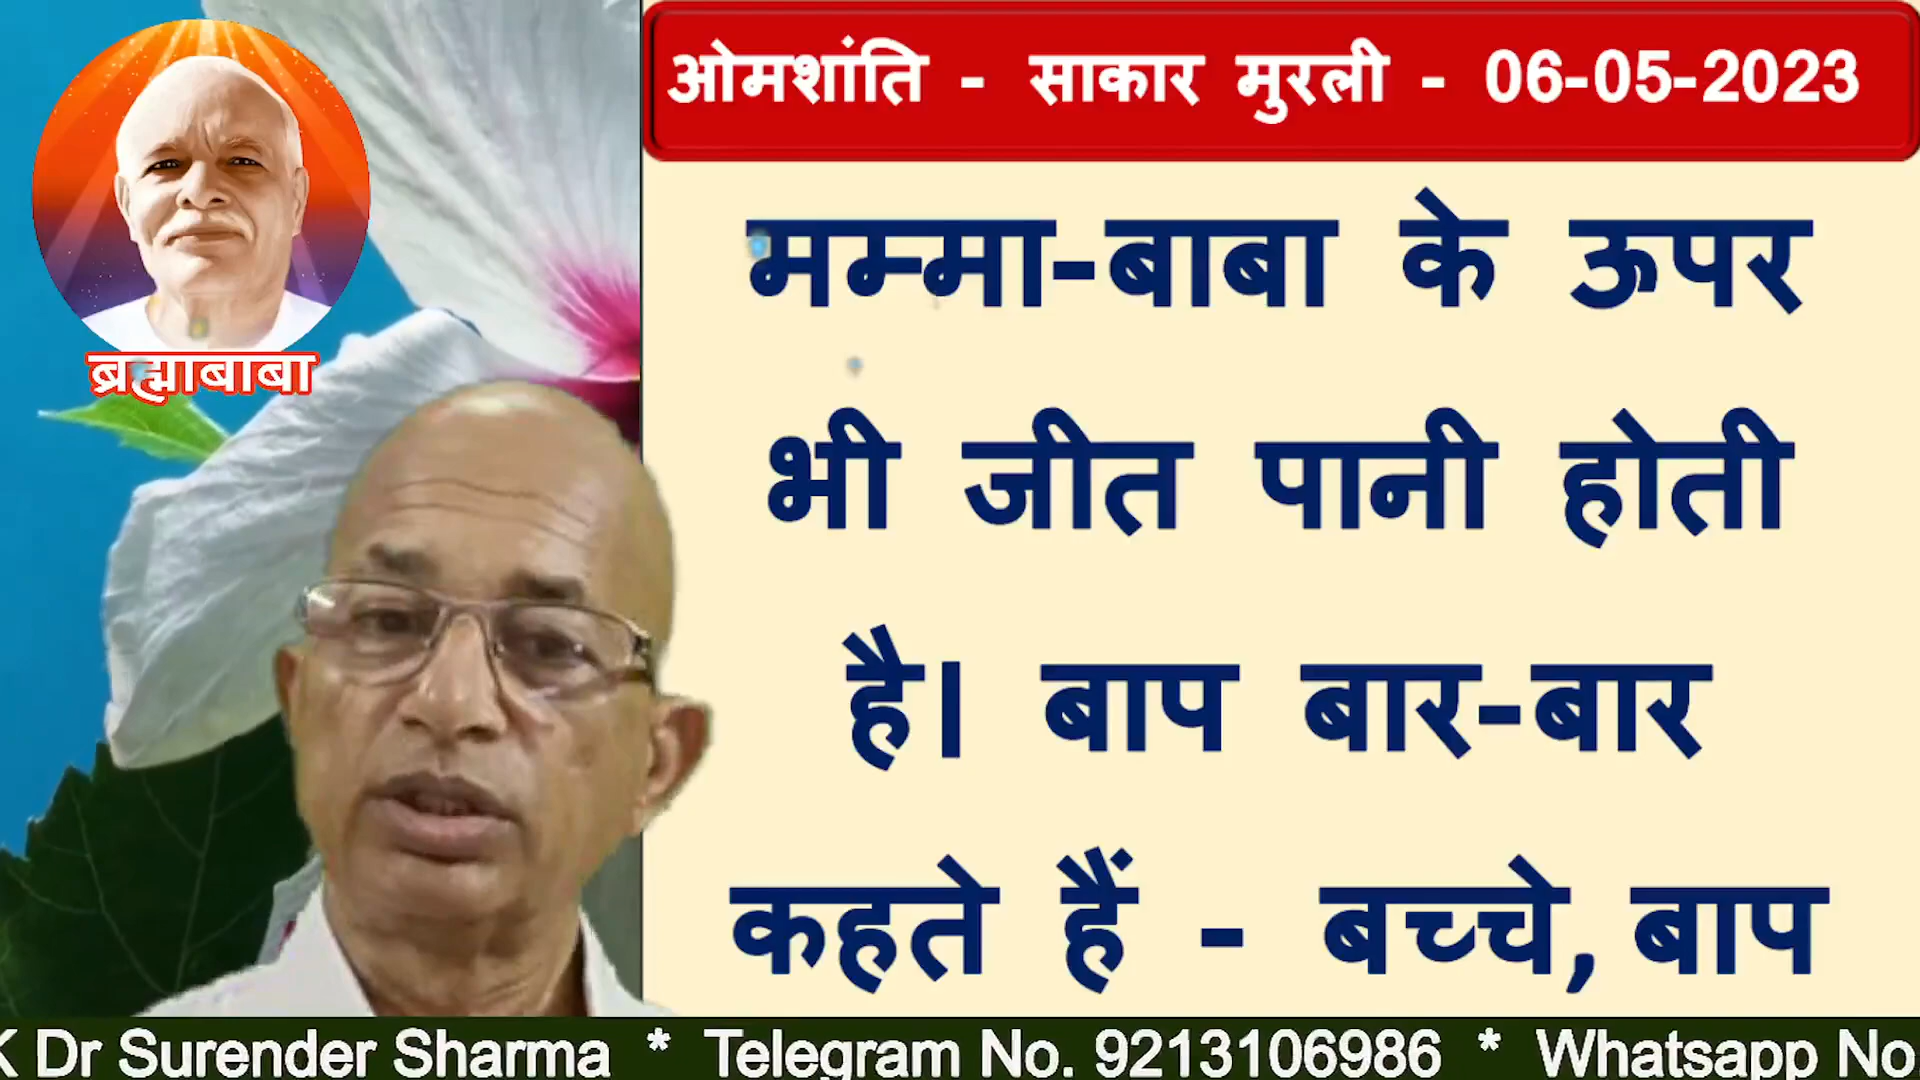 ओमशांति - साकार मुरली - 06-05-2023
ब्रह्माबाबा
मम्मा-बाबा के ऊपर
भी जीत पानी होती
है। बाप बार-बार
कहते हैं - बच्चे, बाप
K Dr Surender Sharma * Telegram No. 9213106986 * Whatsapp No